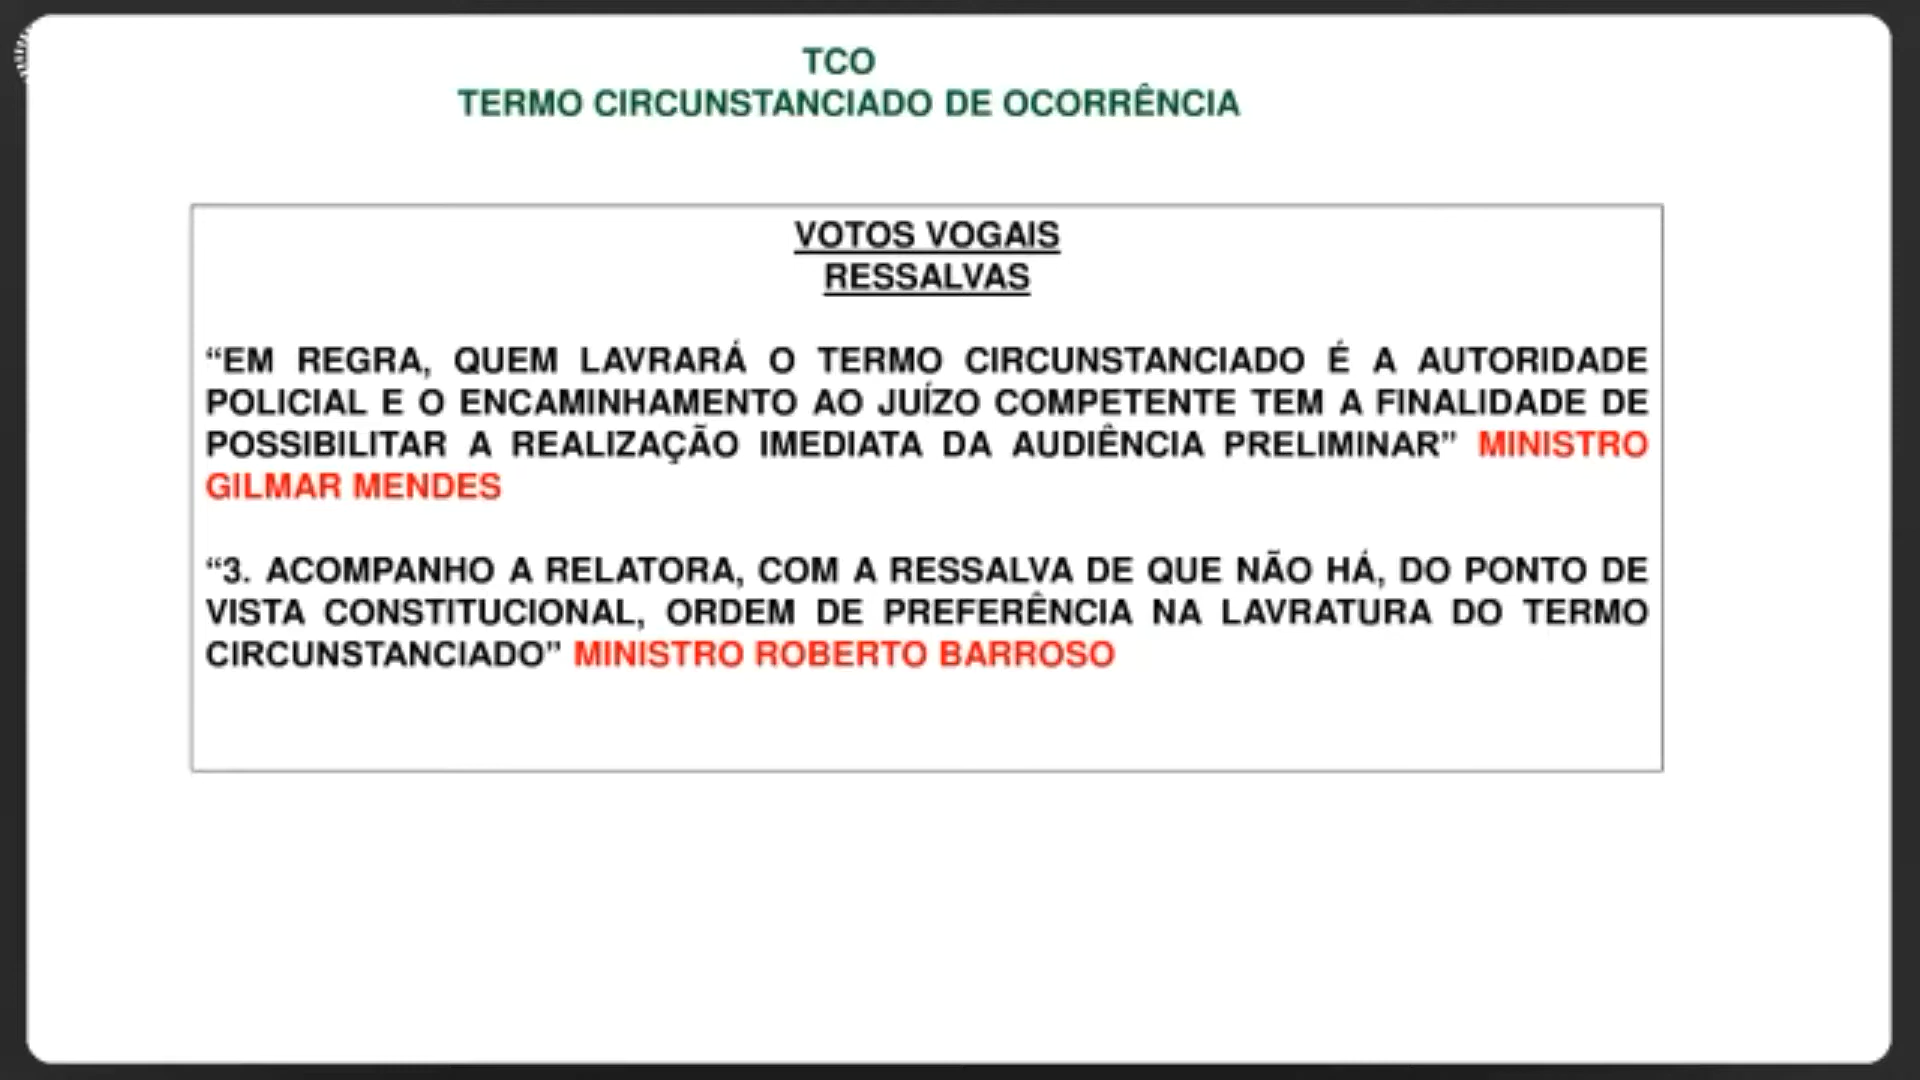 TCO
TERMO CIRCUNSTANCIADO DE OCORRÊNCIA
VOTOS VOGAIS
RESSALVAS
“EM REGRA, QUEM LAVRARÁ O TERMO CIRCUNSTANCIADO É A AUTORIDADE
POLICIAL E O ENCAMINHAMENTO AO JUÍZO COMPETENTE TEM A FINALIDADE DE
POSSIBILITAR A REALIZAÇÃO IMEDIATA DA AUDIÊNCIA PRELIMINAR” MINISTRO
GILMAR MENDES
“3. ACOMPANHO A RELATORA, COM A RESSALVA DE QUE NÃO HÁ, DO PONTO DE
VISTA CONSTITUCIONAL, ORDEM DE PREFERÊNCIA NA LAVRATURA DO TERMO
CIRCUNSTANCIADO” MINISTRO ROBERTO BARROSO